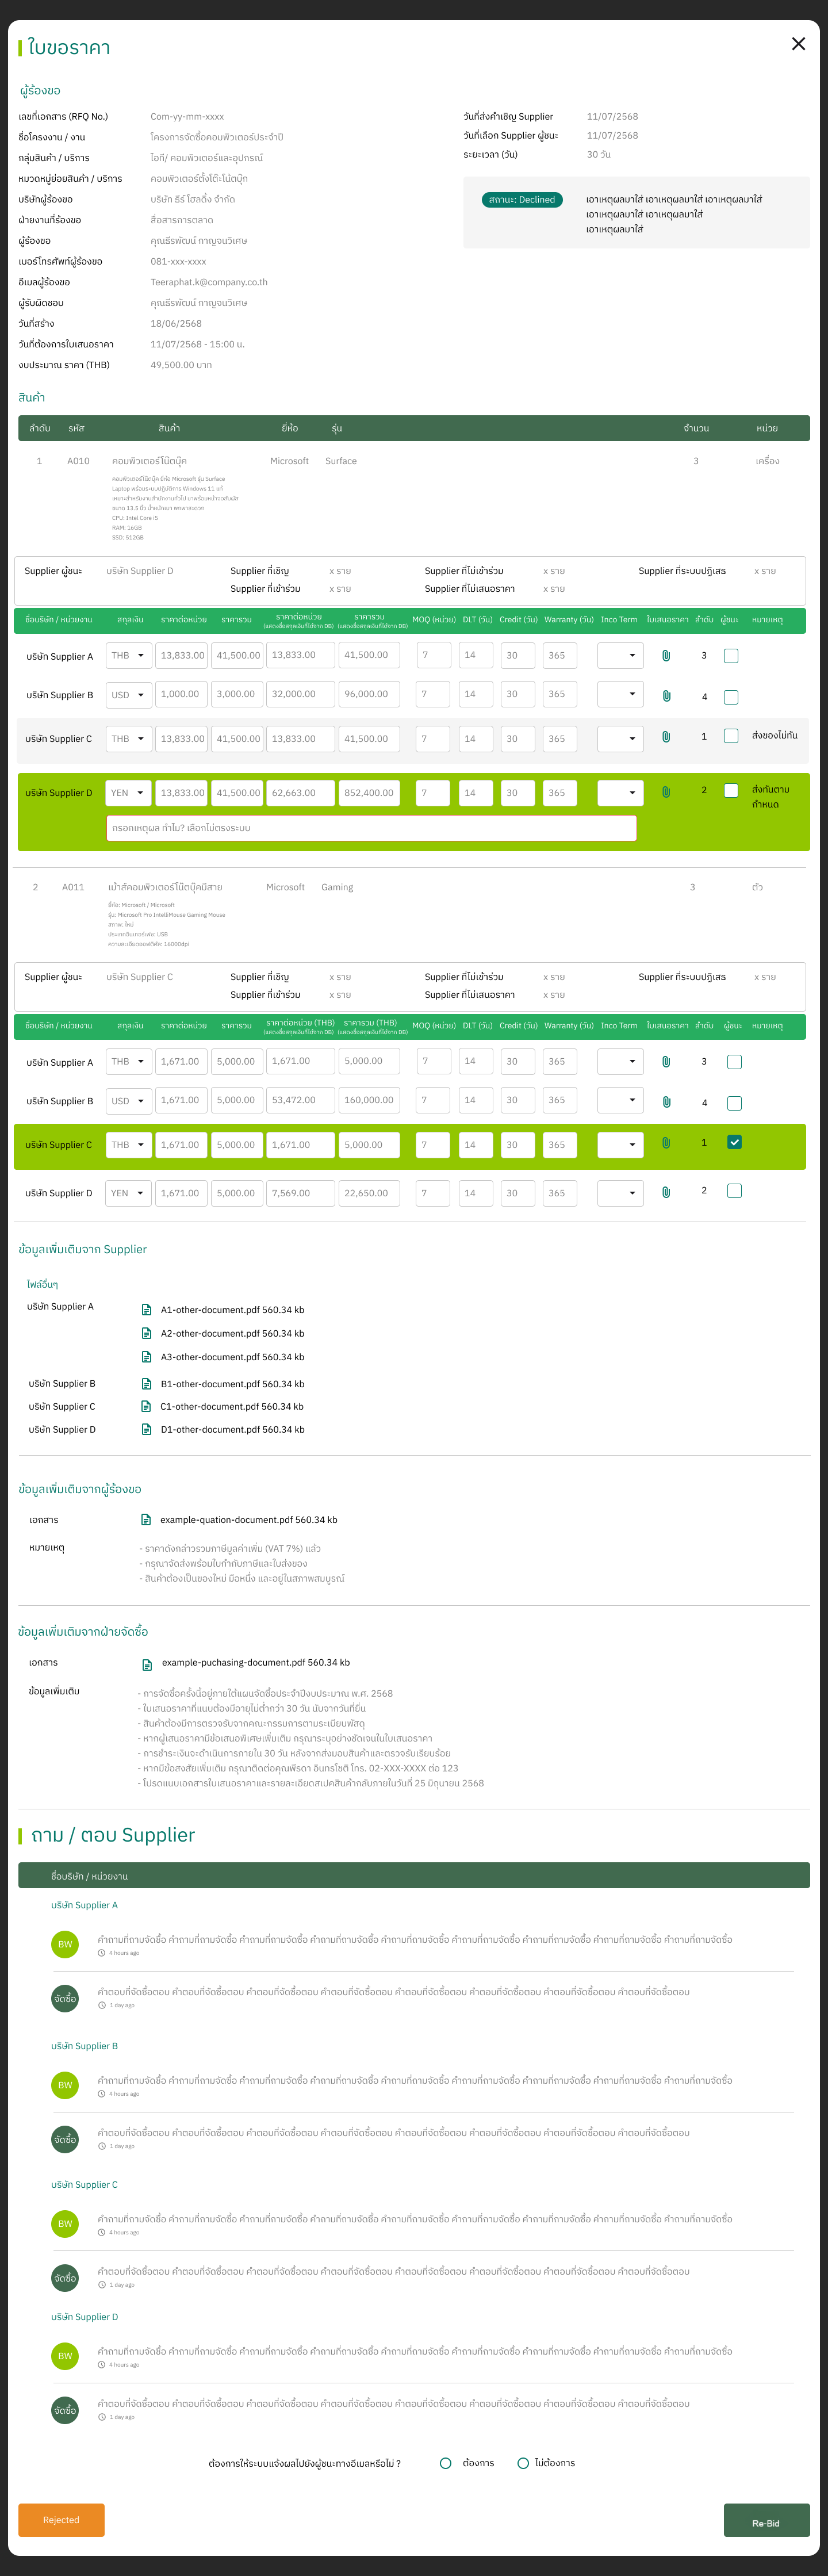 ใบขอราคา
ผู้ร้องขอ
เลขที่เอกสาร (RFQ No.) Com-yy-mm-xxxx วันที่ส่งคำเชิญ Supplier 11/07/2568
ชื่อโครงงาน / งาน โครงการจัดซื้อคอมพิวเตอร์ประจำปี วันที่เลือก Supplier ผู้ชนะ 11/07/2568
กลุ่มสินค้า / บริการ ไอที/ คอมพิวเตอร์และอุปกรณ์ ระยะเวลา (วัน) 30 วัน
หมวดหมู่ย่อยสินค้า / บริการ คอมพิวเตอร์ตั้งโต๊ะโน้ตบุ๊ก
บริษัทผู้ร้องขอ บริษัท ธีร์ โฮลดิ้ง จำกัด สถานะ: Declined เอาเหตุผลมาใส่ เอาเหตุผลมาใส่ เอาเหตุผลมาใส่
ฝ่ายงานที่ร้องขอ สื่อสารการตลาด เอาเหตุผลมาใส่ เอาเหตุผลมาใส่
เอาเหตุผลมาใส่
ผู้ร้องขอ คุณธีรพัฒน์ กาญจนวิเศษ
เบอร์โทรศัพท์ผู้ร้องขอ 081-xxx-xxxx
อีเมลผู้ร้องขอ Teeraphat.k@company.co.th
ผู้รับผิดชอบ คุณธีรพัฒน์ กาญจนวิเศษ
วันที่สร้าง 18/06/2568
วันที่ต้องการใบเสนอราคา 11/07/2568 - 15:00 น.
งบประมาณ ราคา (THB) 49,500.00 บาท
สินค้า
ลำดับ รหัส สินค้า ยี่ห้อ รุ่น จำนวน หน่วย
1 A010 คอมพิวเตอร์โน๊ตบุ๊ค Microsoft Surface 3 เครื่อง
คอมพิวเตอร์โน๊ตบุ๊ค ยี่ห้อ Microsoft รุ่น Surface
Laptop พร้อมระบบปฏิบัติการ Windows 11 แท้
เหมาะสำหรับงานสำนักงานทั่วไป มาพร้อมหน้าจอสัมผัส
ขนาด 13.5 นิ้ว น้ำหนักเบา พกพาสะดวก
CPU: Intel Core i5
RAM: 16GB
SSD: 512GB
Supplier ผู้ชนะ บริษัท Supplier D Supplier ที่เชิญ x ราย Supplier ที่ไม่เข้าร่วม x ราย Supplier ที่ระบบปฏิเสธ x ราย
Supplier ที่เข้าร่วม x ราย Supplier ที่ไม่เสนอราคา x ราย
ชื่อบริษัท / หน่วยงาน สกุลเงิน ราคาต่อหน่วย ราคารวม ราคาต่อหน่วย ราคารวม MOQ (หน่วย) DLT (วัน) Credit (วัน) Warranty (วัน) Inco Term ใบเสนอราคา ลำดับ ผู้ชนะ หมายเหตุ
(แสดงชื่อสกุลเงินที่ได้จาก DB) (แสดงชื่อสกุลเงินที่ได้จาก DB)
บริษัท Supplier A THB 13,833.00 41,500.00 13,833.00 41,500.00 7 14 30 365 3
บริษัท Supplier B USD 1,000.00 3,000.00 32,000.00 96,000.00 7 14 30 365 4
บริษัท Supplier C THB 13,833.00 41,500.00 13,833.00 41,500.00 7 14 30 365 1 ส่งของไม่ทัน
บริษัท Supplier D YEN 13,833.00 41,500.00 62,663.00 852,400.00 7 14 30 365 2 ส่งทันตาม
กำหนด
กรอกเหตุผล ทำไม? เลือกไม่ตรงระบบ
2 A011 เม้าส์คอมพิวเตอร์โน๊ตบุ๊คมีสาย Microsoft Gaming 3 ตัว
ยี่ห้อ: Microsoft / Microsoft
รุ่น: Microsoft Pro IntelliMouse Gaming Mouse
สภาพ: ใหม่
ประเภทอินเทอร์เฟซ: USB
ความละเอียดออฟติคัล: 16000dpi
Supplier ผู้ชนะ บริษัท Supplier C Supplier ที่เชิญ x ราย Supplier ที่ไม่เข้าร่วม x ราย Supplier ที่ระบบปฏิเสธ x ราย
Supplier ที่เข้าร่วม x ราย Supplier ที่ไม่เสนอราคา x ราย
ชื่อบริษัท / หน่วยงาน สกุลเงิน ราคาต่อหน่วย ราคารวม ราคาต่อหน่วย (THB) ราคารวม (THB) MOQ (หน่วย) DLT (วัน) Credit (วัน) Warranty (วัน) Inco Term ใบเสนอราคา ลำดับ ผู้ชนะ หมายเหตุ
(แสดงชื่อสกุลเงินที่ได้จาก DB) (แสดงชื่อสกุลเงินที่ได้จาก DB)
บริษัท Supplier A THB 1,671.00 5,000.00 1,671.00 5,000.00 7 14 30 365 3
บริษัท Supplier B USD 1,671.00 5,000.00 53,472.00 160,000.00 7 14 30 365 4
บริษัท Supplier C THB 1,671.00 5,000.00 1,671.00 5,000.00 7 14 30 365 1
บริษัท Supplier D YEN 1,671.00 5,000.00 7,569.00 22,650.00 7 14 30 365 2
ข้อมูลเพิ่มเติมจาก Supplier
ไฟล์อื่นๆ
บริษัท Supplier A A1-other-document.pdf 560.34 kb
A2-other-document.pdf 560.34 kb
A3-other-document.pdf 560.34 kb
บริษัท Supplier B B1-other-document.pdf 560.34 kb
บริษัท Supplier C C1-other-document.pdf 560.34 kb
บริษัท Supplier D D1-other-document.pdf 560.34 kb
ข้อมูลเพิ่มเติมจากผู้ร้องขอ
เอกสาร example-quation-document.pdf 560.34 kb
หมายเหตุ - ราคาดังกล่าวรวมภาษีมูลค่าเพิ่ม (VAT 7%) แล้ว
- กรุณาจัดส่งพร้อมใบกำกับภาษีและใบส่งของ
- สินค้าต้องเป็นของใหม่ มือหนึ่ง และอยู่ในสภาพสมบูรณ์
ข้อมูลเพิ่มเติมจากฝ่ายจัดซื้อ
เอกสาร example-puchasing-document.pdf 560.34 kb
ข้อมูลเพิ่มเติม - การจัดซื้อครั้งนี้อยู่ภายใต้แผนจัดซื้อประจำปีงบประมาณ พ.ศ. 2568
- ใบเสนอราคาที่แนบต้องมีอายุไม่ต่ำกว่า 30 วัน นับจากวันที่ยื่น
- สินค้าต้องมีการตรวจรับจากคณะกรรมการตามระเบียบพัสดุ
- หากผู้เสนอราคามีข้อเสนอพิเศษเพิ่มเติม กรุณาระบุอย่างชัดเจนในใบเสนอราคา
- การชำระเงินจะดำเนินการภายใน 30 วัน หลังจากส่งมอบสินค้าและตรวจรับเรียบร้อย
- หากมีข้อสงสัยเพิ่มเติม กรุณาติดต่อคุณพีรดา อินทรโชติ โทร. 02-XXX-XXXX ต่อ 123
- โปรดแนบเอกสารใบเสนอราคาและรายละเอียดสเปคสินค้ากลับภายในวันที่ 25 มิถุนายน 2568
ถาม / ตอบ Supplier
ชื่อบริษัท / หน่วยงาน
บริษัท Supplier A
BW คำถามที่ถามจัดซื้อ คำถามที่ถามจัดซื้อ คำถามที่ถามจัดซื้อ คำถามที่ถามจัดซื้อ คำถามที่ถามจัดซื้อ คำถามที่ถามจัดซื้อ คำถามที่ถามจัดซื้อ คำถามที่ถามจัดซื้อ คำถามที่ถามจัดซื้อ
4 hours ago
จัดซื้อ คำตอบที่จัดซื้อตอบ คำตอบที่จัดซื้อตอบ คำตอบที่จัดซื้อตอบ คำตอบที่จัดซื้อตอบ คำตอบที่จัดซื้อตอบ คำตอบที่จัดซื้อตอบ คำตอบที่จัดซื้อตอบ คำตอบที่จัดซื้อตอบ
1 day ago
บริษัท Supplier B
BW คำถามที่ถามจัดซื้อ คำถามที่ถามจัดซื้อ คำถามที่ถามจัดซื้อ คำถามที่ถามจัดซื้อ คำถามที่ถามจัดซื้อ คำถามที่ถามจัดซื้อ คำถามที่ถามจัดซื้อ คำถามที่ถามจัดซื้อ คำถามที่ถามจัดซื้อ
4 hours ago
จัดซื้อ คำตอบที่จัดซื้อตอบ คำตอบที่จัดซื้อตอบ คำตอบที่จัดซื้อตอบ คำตอบที่จัดซื้อตอบ คำตอบที่จัดซื้อตอบ คำตอบที่จัดซื้อตอบ คำตอบที่จัดซื้อตอบ คำตอบที่จัดซื้อตอบ
1 day ago
บริษัท Supplier C
BW คำถามที่ถามจัดซื้อ คำถามที่ถามจัดซื้อ คำถามที่ถามจัดซื้อ คำถามที่ถามจัดซื้อ คำถามที่ถามจัดซื้อ คำถามที่ถามจัดซื้อ คำถามที่ถามจัดซื้อ คำถามที่ถามจัดซื้อ คำถามที่ถามจัดซื้อ
4 hours ago
จัดซื้อ คำตอบที่จัดซื้อตอบ คำตอบที่จัดซื้อตอบ คำตอบที่จัดซื้อตอบ คำตอบที่จัดซื้อตอบ คำตอบที่จัดซื้อตอบ คำตอบที่จัดซื้อตอบ คำตอบที่จัดซื้อตอบ คำตอบที่จัดซื้อตอบ
1 day ago
บริษัท Supplier D
BW คำถามที่ถามจัดซื้อ คำถามที่ถามจัดซื้อ คำถามที่ถามจัดซื้อ คำถามที่ถามจัดซื้อ คำถามที่ถามจัดซื้อ คำถามที่ถามจัดซื้อ คำถามที่ถามจัดซื้อ คำถามที่ถามจัดซื้อ คำถามที่ถามจัดซื้อ
4 hours ago
จัดซื้อ คำตอบที่จัดซื้อตอบ คำตอบที่จัดซื้อตอบ คำตอบที่จัดซื้อตอบ คำตอบที่จัดซื้อตอบ คำตอบที่จัดซื้อตอบ คำตอบที่จัดซื้อตอบ คำตอบที่จัดซื้อตอบ คำตอบที่จัดซื้อตอบ
1 day ago
ต้องการให้ระบบแจ้งผลไปยังผู้ชนะทางอีเมลหรือไม่ ? ต้องการ ไม่ต้องการ
Rejected Re-Bid